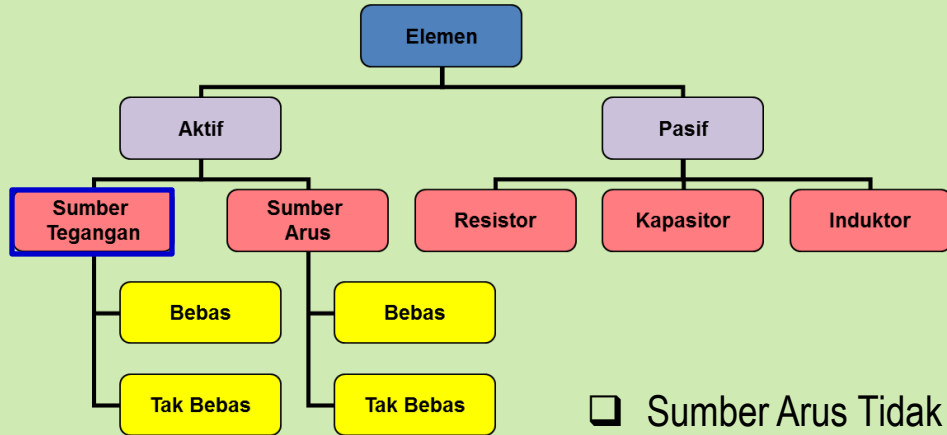 Elemen
Aktif
Pasif
Sumber
Tegangan
Sumber
Arus
Resistor
Kapasitor
Induktor
Bebas
Bebas
Tak Bebas
Tak Bebas
❑ Sumber Arus Tidak